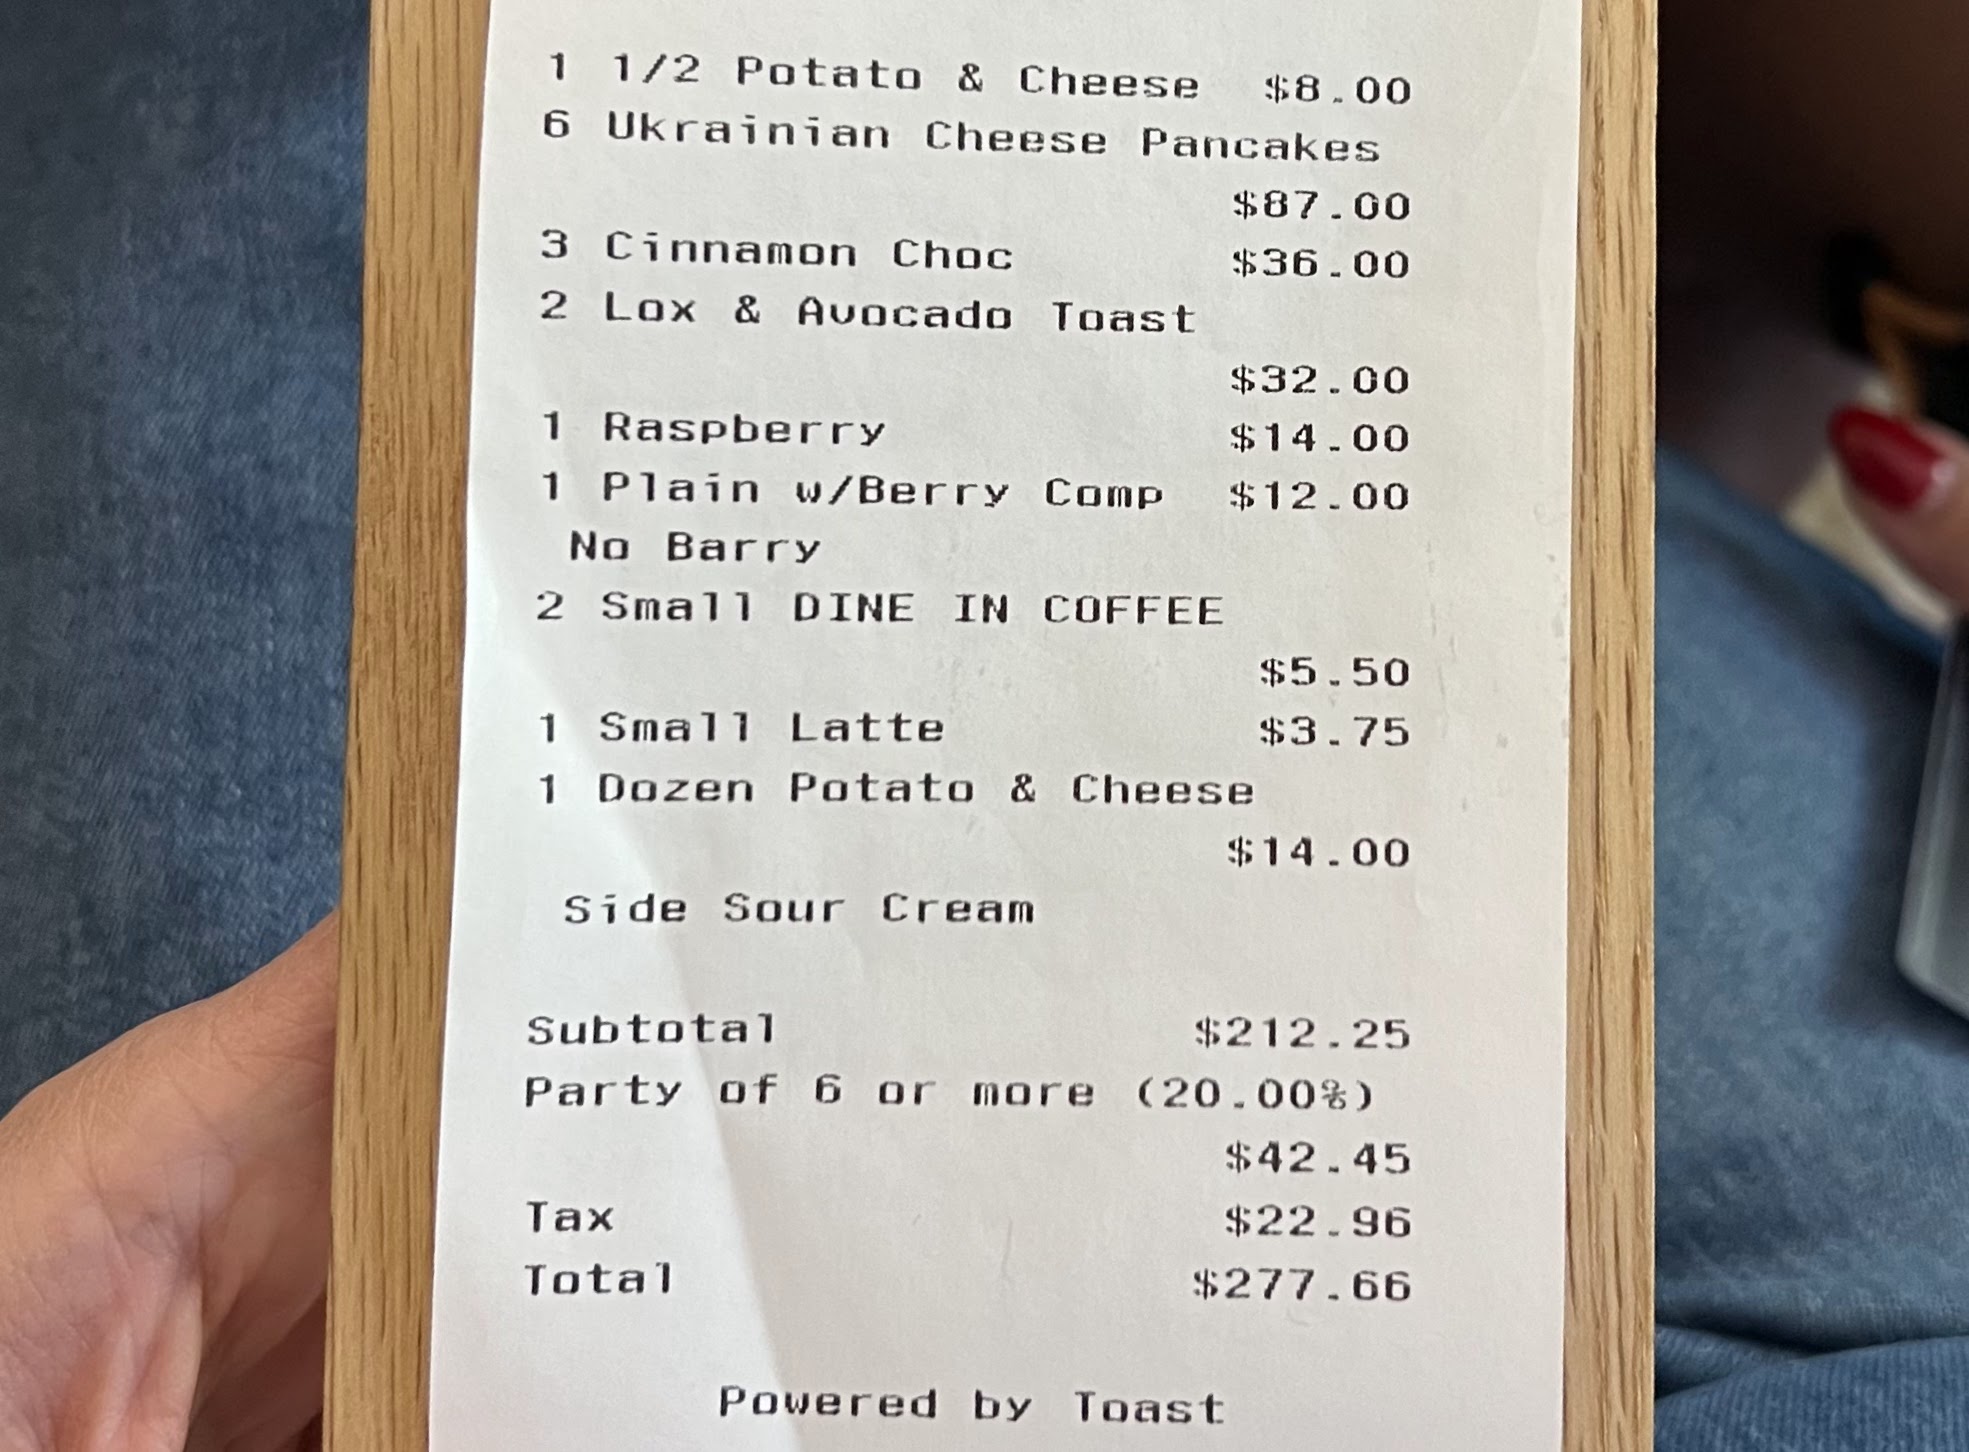 1 1/2 Potato & Cheese $8.00
6 Ukrainian Cheese Pancakes
$87.00
3 Cinnamon Choc $36.00
2 Lox & Avocado Toast
$32.00
1 Raspberry $14.00
1 Plain w/Berry Comp $12.00
No Barry
2 Small DINE IN COFFEE
$5.50
1 Small Latte $3.75
1 Dozen Potato & Cheese
$14.00
Side Sour Cream
Subtotal $212.25
Party of 6 or more (20.00%)
$42.45
Tax $22.96
Total $277.66
Powered by Toast